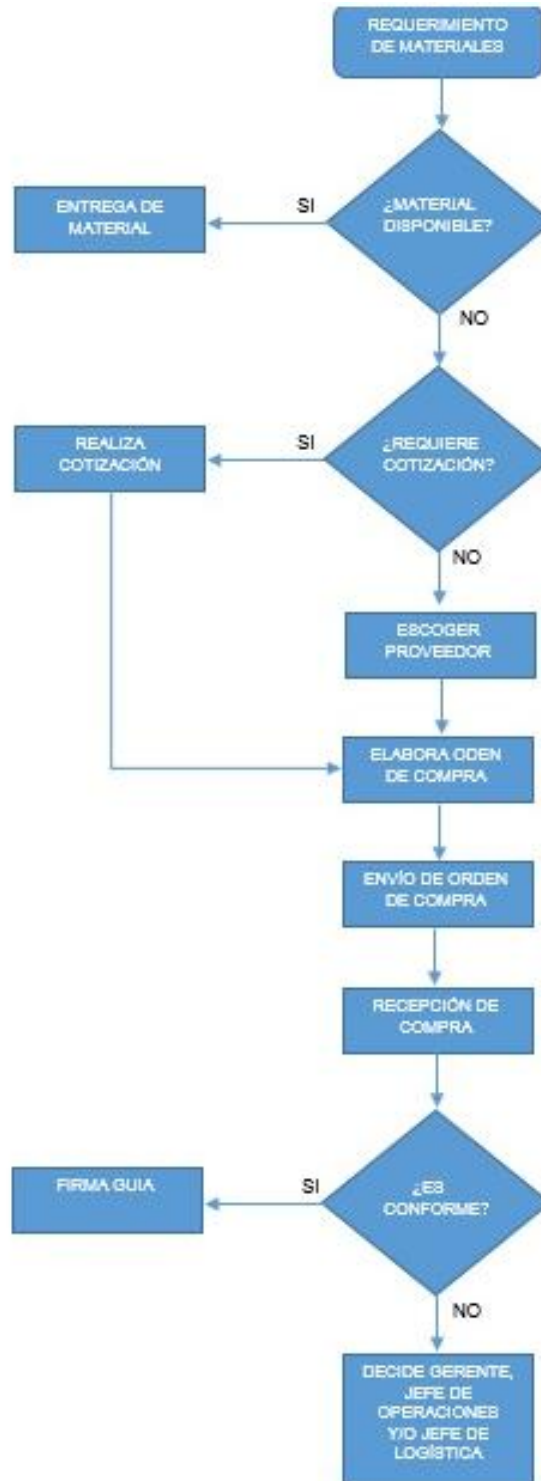 REQUERIMIENTO
DE MATERIALES
¿MATERIAL
DISPONIBLE?
SI
ENTREGA DE
MATERIAL
NO
¿REQUIERE
COTIZACIÓN?
SI
REALIZA
COTIZACIÓN
NO
ESCOGER
PROVEEDOR
ELABORA ODEN
DE COMPRA
ENVÍO DE ORDEN
DE COMPRA
RECEPCIÓN DE
COMPRA
¿ES
CONFORME?
SI
FIRMA GUIA
NO
DECIDE GERENTE,
JEFE DE
OPERACIONES
Y/O JEFE DE
LOGÍSTICA